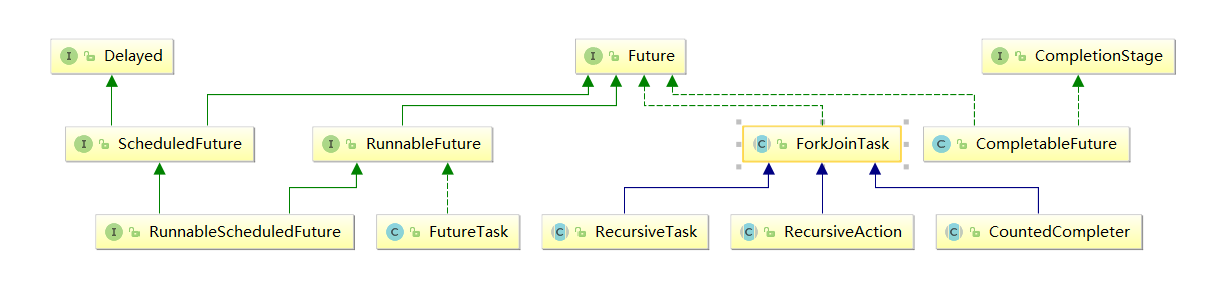 I Delayed
I Future
I CompletionStage
I ScheduledFuture
I RunnableFuture
C ForkJoinTask
C CompletableFuture
I RunnableScheduledFuture
C FutureTask
C RecursiveTask
C RecursiveAction
C CountedCompleter